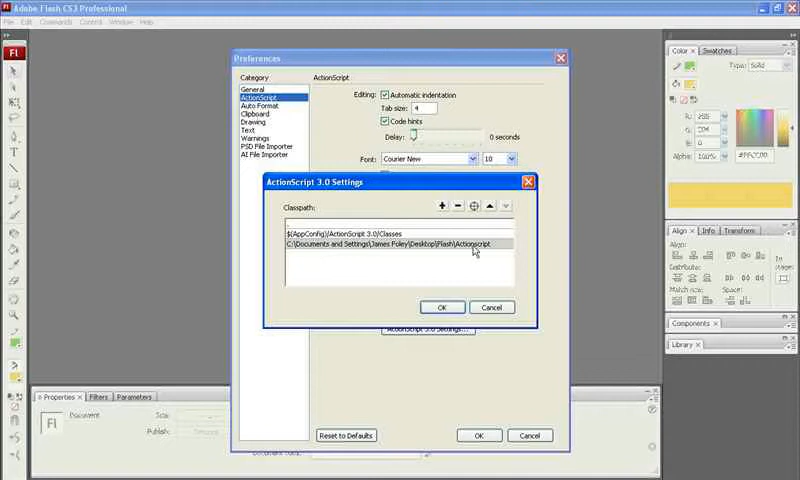 Adobe Flash CS3 Professional
File Edit Commands Control Window Help
Fl
Preferences
Category
ActionScript
General
ActionScript
Auto Format
Clipboard
Drawing
Text
Warnings
PSD File Importer
AI File Importer
Editing: Automatic indentation
Tab size: 4
Code hints
Delay: 0 seconds
Font: Courier New 10
ActionScript 3.0 Settings
Classpath:
.
$(AppConfig)/ActionScript 3.0/Classes
C:\Documents and Settings\James Foley\Desktop\Flash\Actionscript
OK Cancel
ActionScript 3.0 Settings...
Reset to Defaults OK Cancel
Color × Swatches
Type: Solid
R: 255
G: 204
B: 0
Alpha: 100% #FFCC00
Align × Info Transform
Align:
Distribute:
Match size: Space:
To stage:
Components ×
Library ×
Properties × Filters Parameters
Fl Document
Size:
Publish:
Document class: